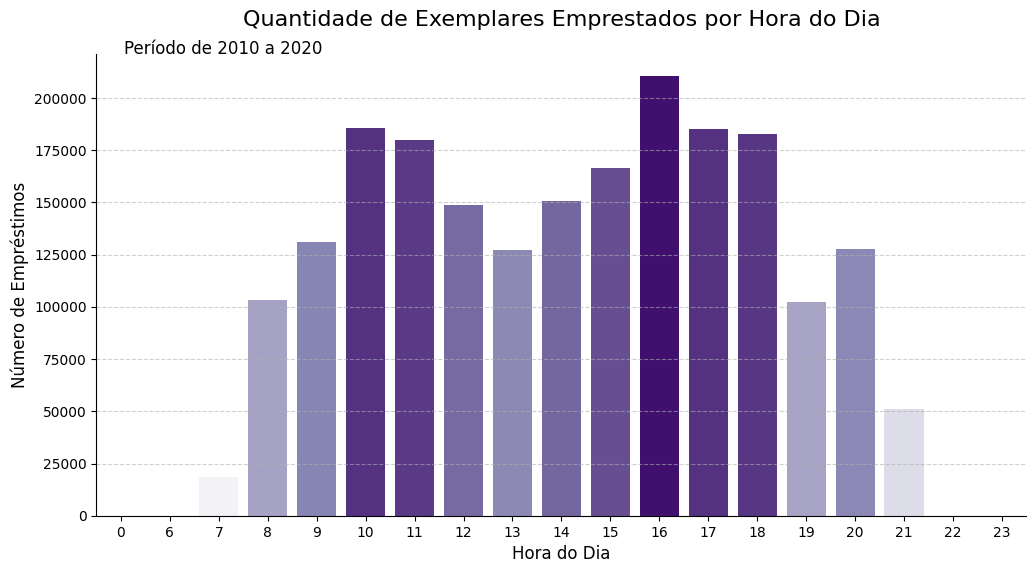 Quantidade de Exemplares Emprestados por Hora do Dia
Período de 2010 a 2020
Número de Empréstimos
200000
175000
150000
125000
100000
75000
50000
25000
0
0 6 7 8 9 10 11 12 13 14 15 16 17 18 19 20 21 22 23
Hora do Dia